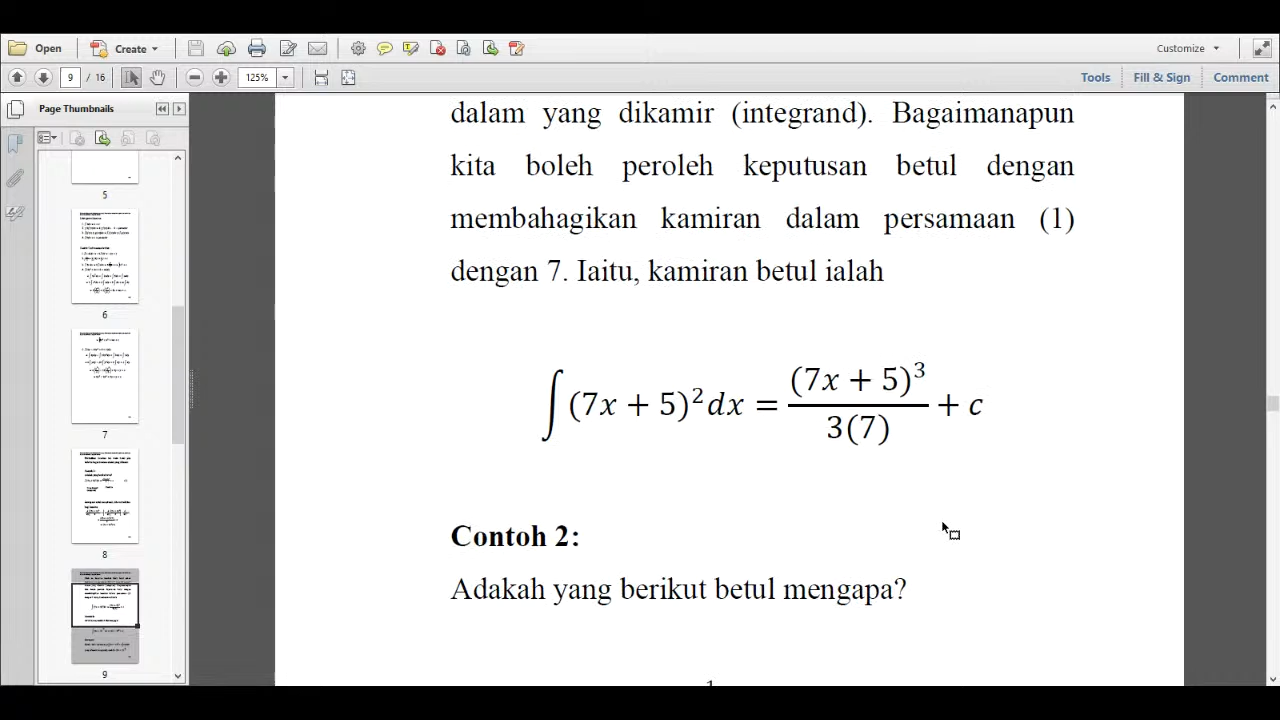 Open
Create
Customize
9 / 16
125%
Tools
Fill & Sign
Comment
Page Thumbnails
5
6
7
8
9
dalam yang dikamir (integrand). Bagaimanapun
kita boleh peroleh keputusan betul dengan
membahagikan kamiran dalam persamaan (1)
dengan 7. Iaitu, kamiran betul ialah
∫(7x + 5)²dx = (7x + 5)³ / 3(7) + c
Contoh 2:
Adakah yang berikut betul mengapa?